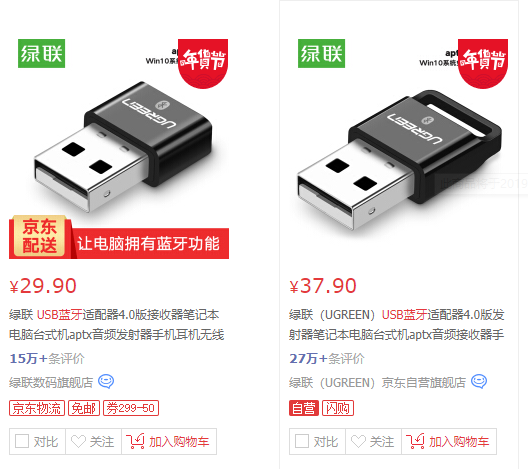 绿联
apt
Win10系统免
年货节
UGREEN
京东
配送
让电脑拥有蓝牙功能
¥29.90
绿联 USB蓝牙适配器4.0版接收器笔记本
电脑台式机aptx音频发射器手机耳机无线
15万+条评价
绿联数码旗舰店
京东物流 免邮 券299-50
对比 关注 加入购物车
绿联
apt
Win10系统
年货节
UGREEN
¥37.90
绿联（UGREEN）USB蓝牙适配器4.0版发
射器笔记本电脑台式机aptx音频接收器手
27万+条评价
绿联（UGREEN）京东自营旗舰店
自营 闪购
对比 关注 加入购物车